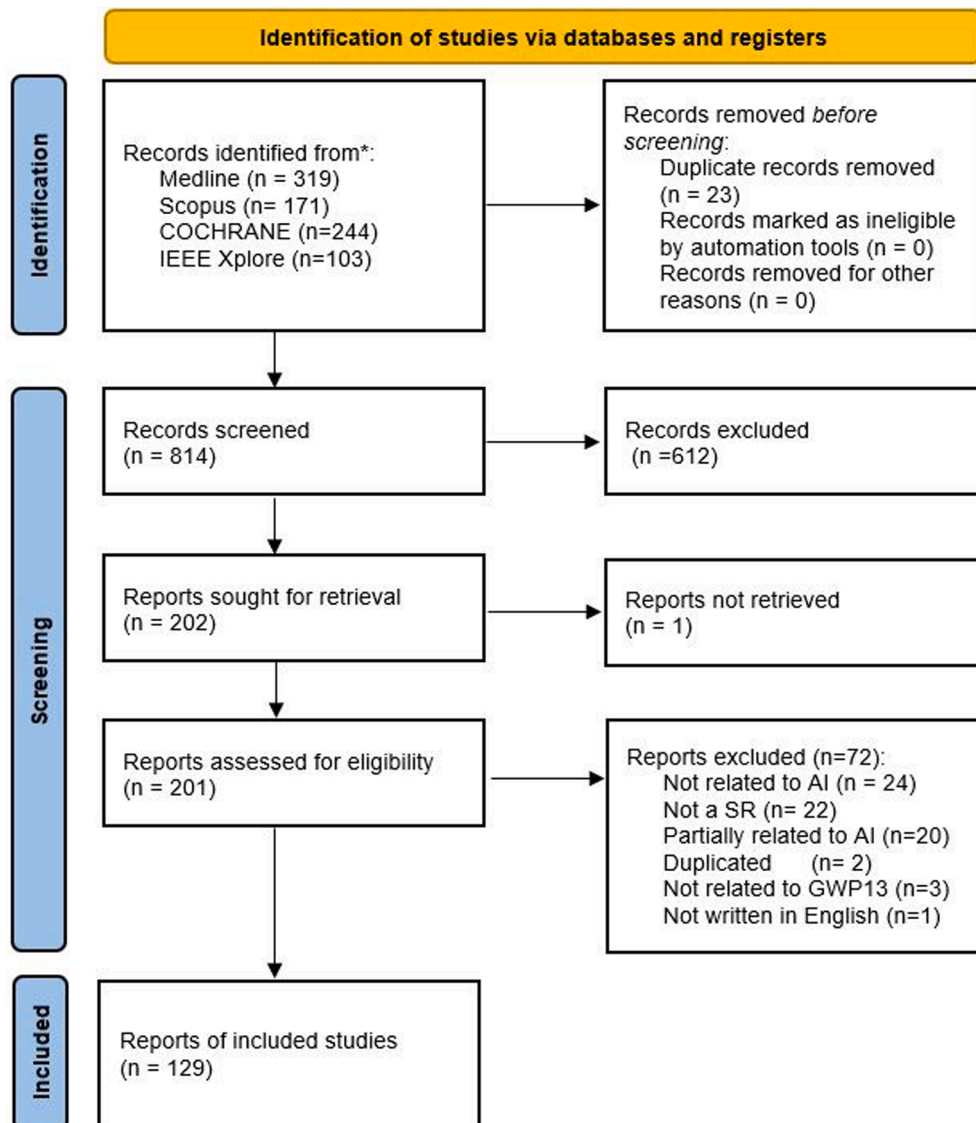 Identification of studies via databases and registers
Identification
Records identified from*:
Medline (n = 319)
Scopus (n= 171)
COCHRANE (n=244)
IEEE Xplore (n=103)
Records removed before
screening:
Duplicate records removed
(n = 23)
Records marked as ineligible
by automation tools (n = 0)
Records removed for other
reasons (n = 0)
Screening
Records screened
(n = 814)
Records excluded
(n =612)
Reports sought for retrieval
(n = 202)
Reports not retrieved
(n = 1)
Reports assessed for eligibility
(n = 201)
Reports excluded (n=72):
Not related to AI (n = 24)
Not a SR (n= 22)
Partially related to AI (n=20)
Duplicated (n= 2)
Not related to GWP13 (n=3)
Not written in English (n=1)
Included
Reports of included studies
(n = 129)